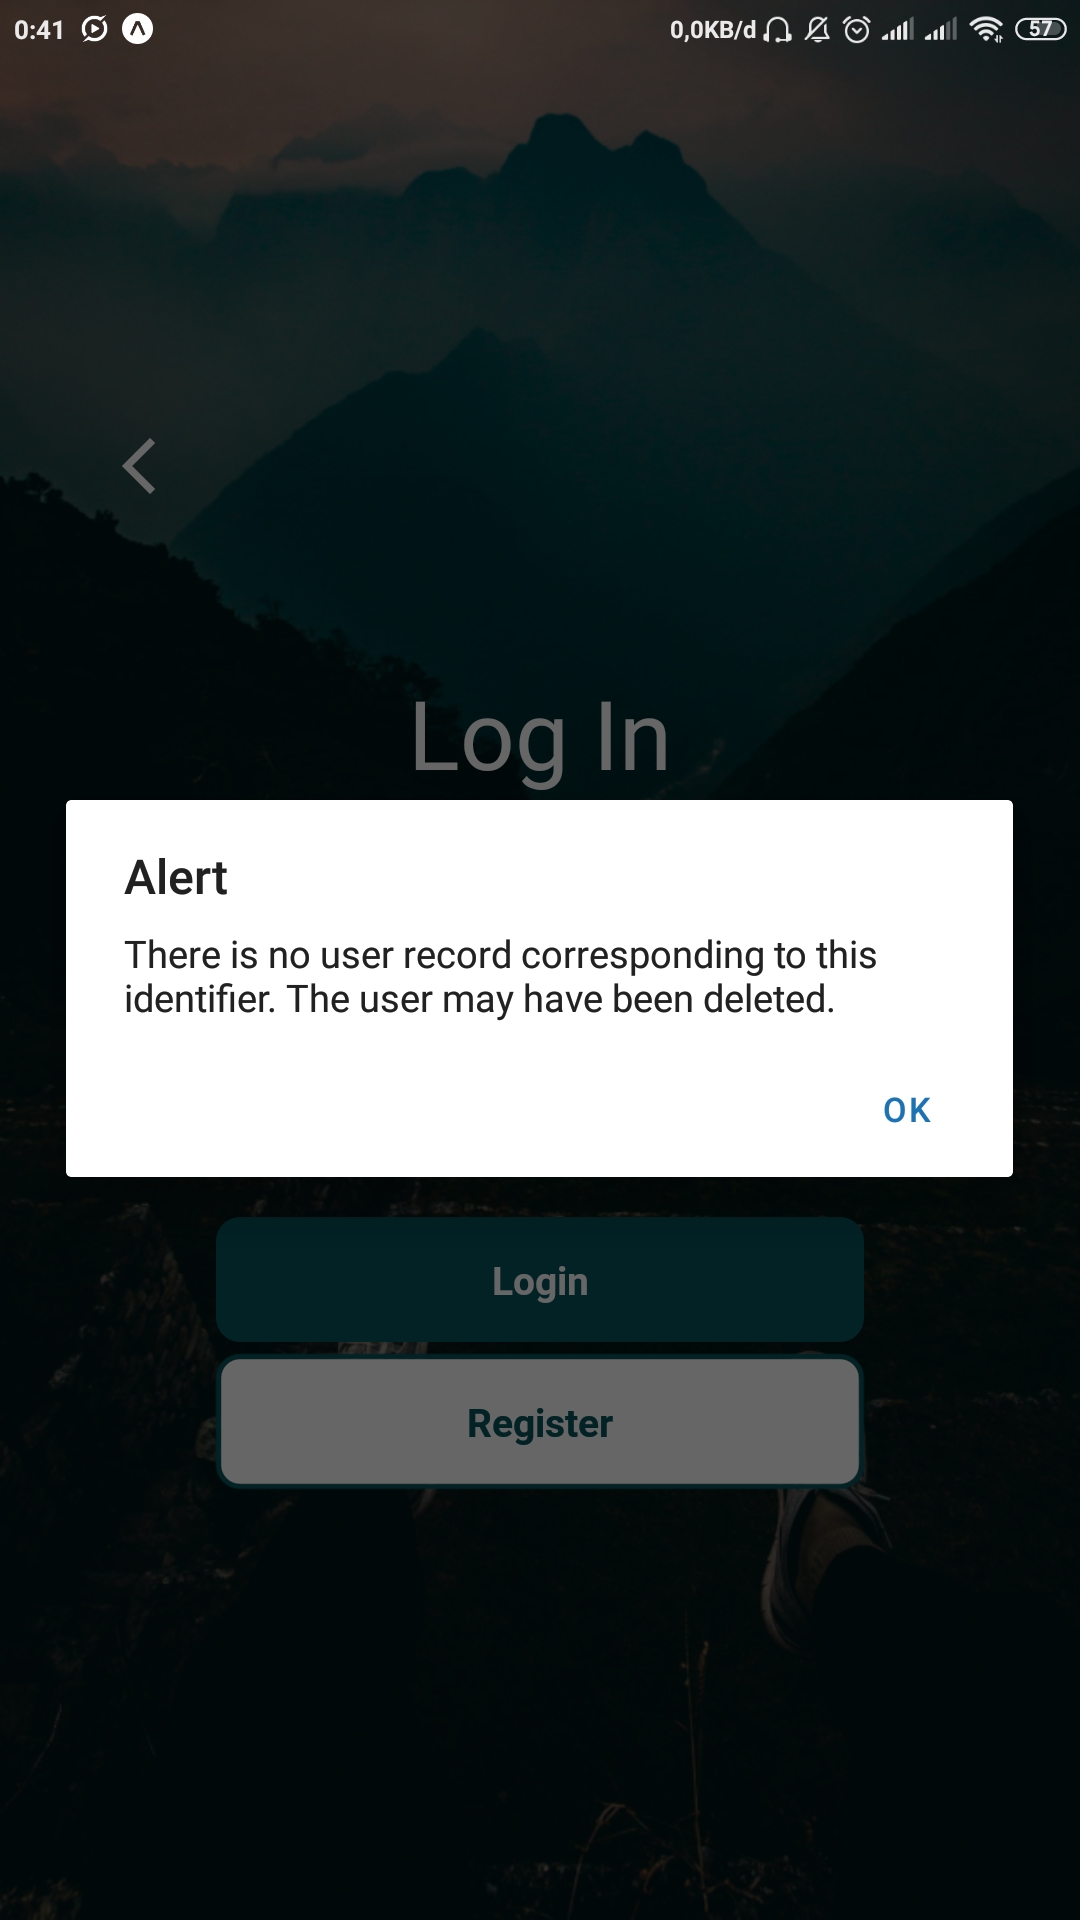 0:41
0,0KB/d
57
Log In
Alert
There is no user record corresponding to this
identifier. The user may have been deleted.
OK
Login
Register